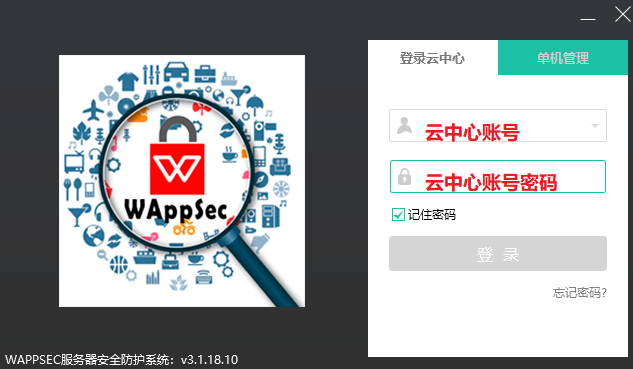 登录云中心
单机管理
云中心账号
云中心账号密码
记住密码
登 录
忘记密码?
W
WAppSec
WAPPSEC服务器安全防护系统：v3.1.18.10